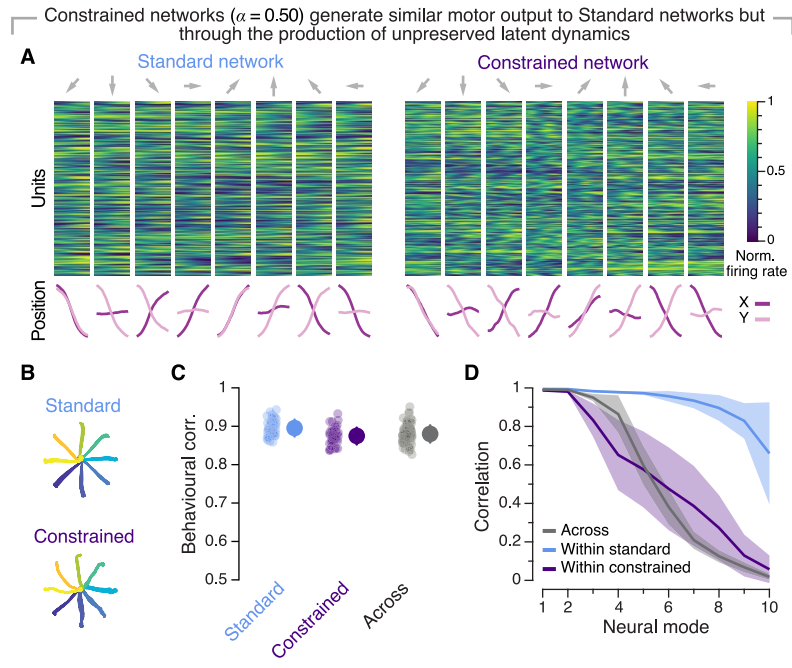 Constrained networks (α = 0.50) generate similar motor output to Standard networks but
through the production of unpreserved latent dynamics
A
Standard network
Constrained network
Units
1
0.5
0
Norm.
firing rate
Position
X
Y
B
Standard
Constrained
C
Behavioural corr.
1
0.9
0.8
0.7
0.6
0.5
Standard
Constrained
Across
D
Correlation
1
0.8
0.6
0.4
0.2
0
Across
Within standard
Within constrained
1
2
4
6
8
10
Neural mode